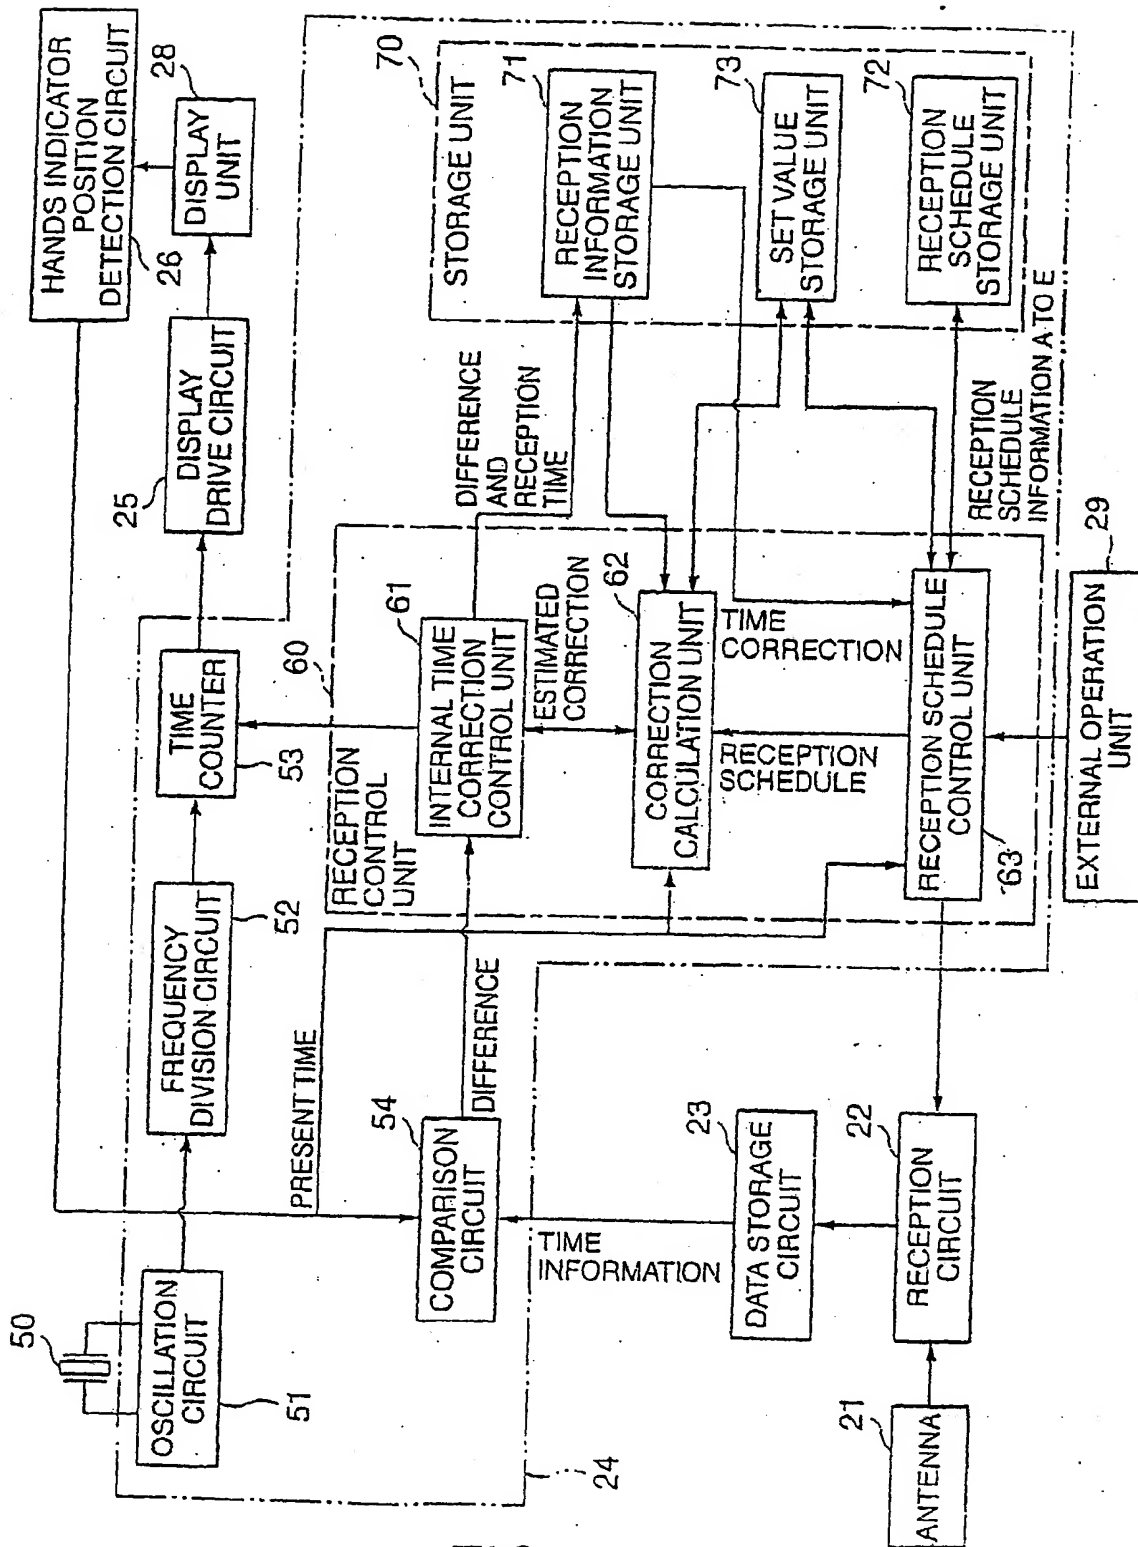 HANDS INDICATOR
POSITION
DETECTION CIRCUIT
26
DISPLAY
UNIT
28
DISPLAY
DRIVE CIRCUIT
25
TIME
COUNTER
53
FREQUENCY
DIVISION CIRCUIT
52
OSCILLATION
CIRCUIT
51
50
PRESENT TIME
COMPARISON
CIRCUIT
54
DIFFERENCE
RECEPTION
CONTROL
UNIT
60
INTERNAL TIME
CORRECTION
CONTROL UNIT
61
ESTIMATED
CORRECTION
DIFFERENCE
AND
RECEPTION
TIME
STORAGE UNIT
70
RECEPTION
INFORMATION
STORAGE UNIT
71
SET VALUE
STORAGE UNIT
73
RECEPTION
SCHEDULE
STORAGE UNIT
72
CORRECTION
CALCULATION UNIT
62
TIME
CORRECTION
RECEPTION
SCHEDULE
RECEPTION SCHEDULE
CONTROL UNIT
63
RECEPTION
SCHEDULE
INFORMATION A TO E
EXTERNAL OPERATION
UNIT
29
TIME
INFORMATION
DATA STORAGE
CIRCUIT
23
RECEPTION
CIRCUIT
22
ANTENNA
21
24